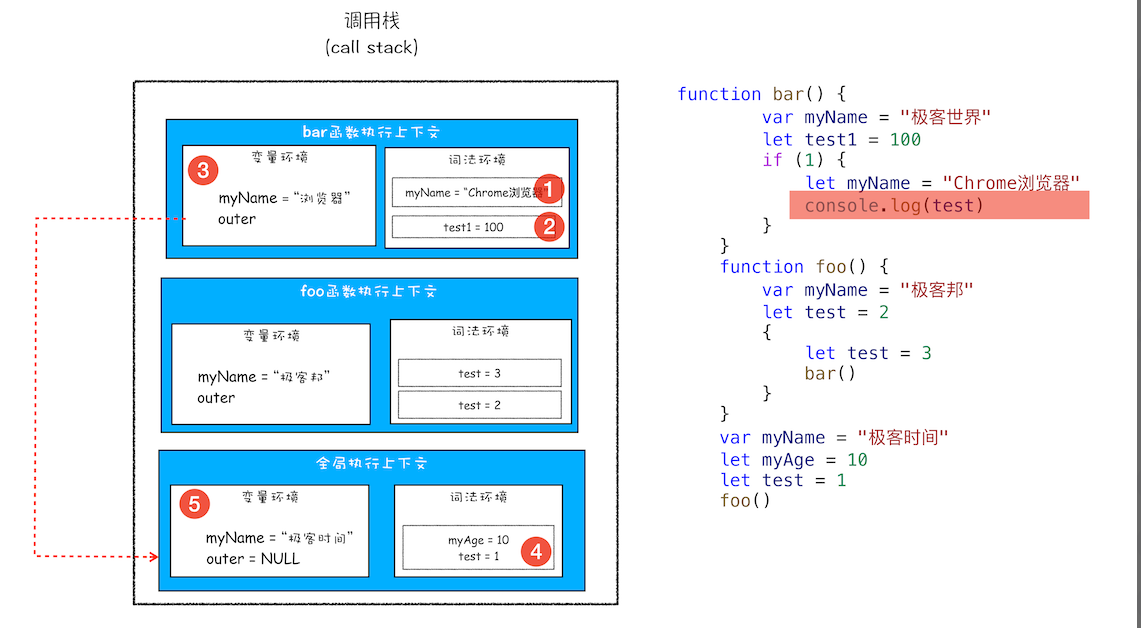 调用栈
(call stack)
bar函数执行上下文
变量环境
3
myName = “浏览器”
outer
词法环境
myName = “Chrome浏览器”
1
test1 = 100
2
foo函数执行上下文
变量环境
myName = “极客邦”
outer
词法环境
test = 3
test = 2
全局执行上下文
5
变量环境
myName = “极客时间”
outer = NULL
词法环境
myAge = 10
test = 1
4
function bar() {
var myName = "极客世界"
let test1 = 100
if (1) {
let myName = "Chrome浏览器"
console.log(test)
}
}
function foo() {
var myName = "极客邦"
let test = 2
{
let test = 3
bar()
}
}
var myName = "极客时间"
let myAge = 10
let test = 1
foo()